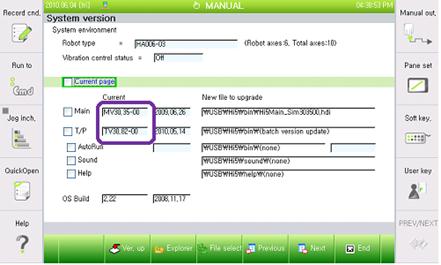 2010.06.04 [fri] MANUAL 04:38:53 PM
System version
System environment
Robot type = HA006-03 (Robot axes:6, Total axes:10)
Vibration control status = Off
Current page
Current New file to upgrade
Main MV30.35-00 2009.06.26 ₩USB₩Hi5₩bin₩Hi5Main_Sim303500.hdi
T/P TV30.02-00 2010.05.14 ₩USB₩Hi5₩bin₩(batch version update)
AutoRun ₩USB₩Hi5₩bin₩(none)
Sound ₩USB₩Hi5₩sound₩(none)
Help ₩USB₩Hi5₩help₩(none)
OS Build 2.22 2008.11.17
Ver. up Explorer File select Previous Next End
Record cnd.
Run to
Cmd
Jog inch.
QuickOpen
Help
Manual out.
Pane set
Soft key.
User key
PREV/NEXT